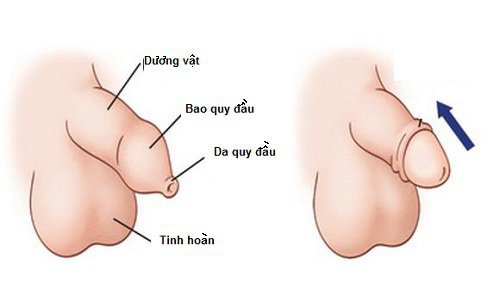 Dương vật
Bao quy đầu
Da quy đầu
Tinh hoàn